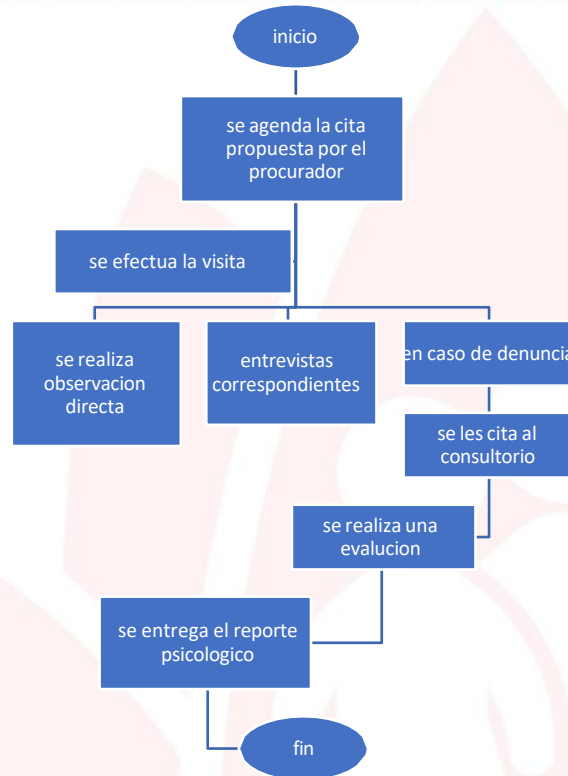 inicio
se agenda la cita
propuesta por el
procurador
se efectua la visita
se realiza
observacion
directa
entrevistas
correspondientes
en caso de denuncia
se les cita al
consultorio
se realiza una
evalucion
se entrega el reporte
psicologico
fin